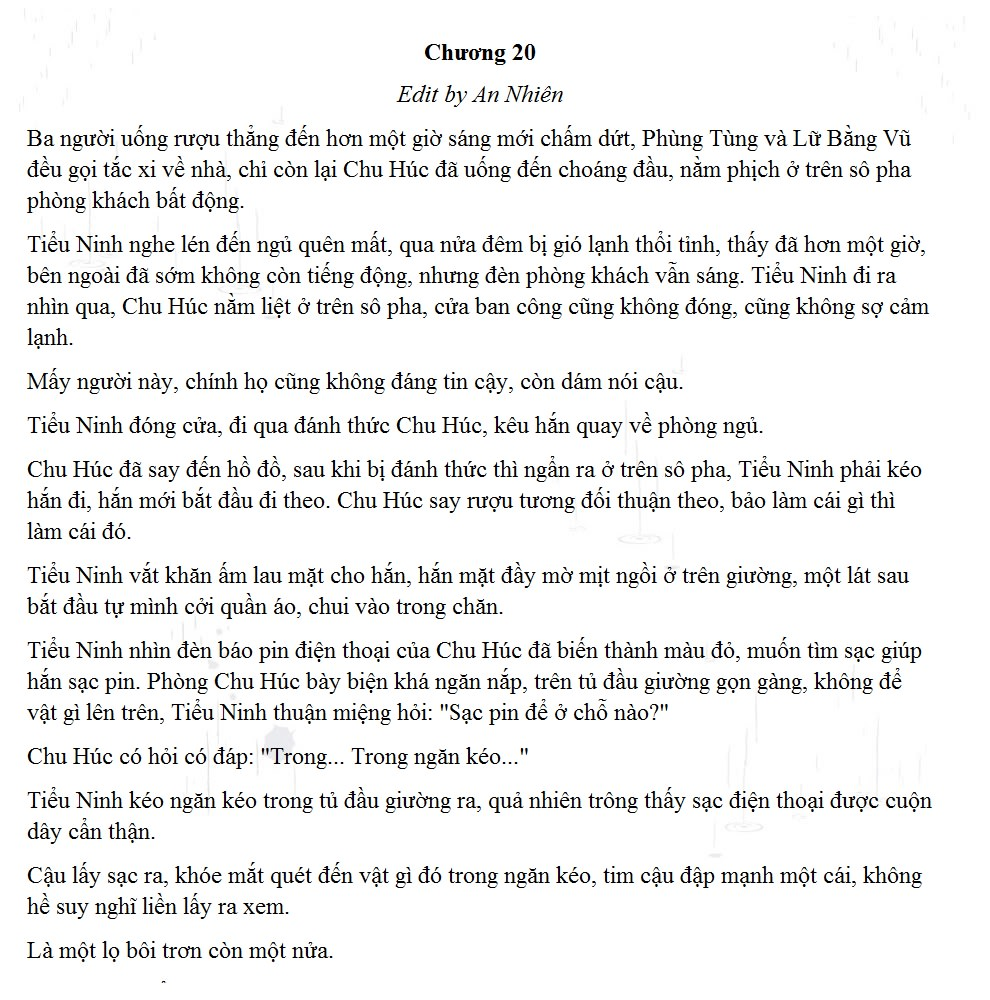 Chương 20
Edit by An Nhiên
Ba người uống rượu thẳng đến hơn một giờ sáng mới chấm dứt, Phùng Tùng và Lữ Bằng Vũ
đều gọi tắc xi về nhà, chỉ còn lại Chu Húc đã uống đến choáng đầu, nằm phịch ở trên sô pha
phòng khách bất động.
Tiểu Ninh nghe lén đến ngủ quên mất, qua nửa đêm bị gió lạnh thổi tỉnh, thấy đã hơn một giờ,
bên ngoài đã sớm không còn tiếng động, nhưng đèn phòng khách vẫn sáng. Tiểu Ninh đi ra
nhìn qua, Chu Húc nằm liệt ở trên sô pha, cửa ban công cũng không đóng, cũng không sợ cảm
lạnh.
Mấy người này, chính họ cũng không đáng tin cậy, còn dám nói cậu.
Tiểu Ninh đóng cửa, đi qua đánh thức Chu Húc, kêu hắn quay về phòng ngủ.
Chu Húc đã say đến hồ đồ, sau khi bị đánh thức thì ngẩn ra ở trên sô pha, Tiểu Ninh phải kéo
hắn đi, hắn mới bắt đầu đi theo. Chu Húc say rượu tương đối thuận theo, bảo làm cái gì thì
làm cái đó.
Tiểu Ninh vắt khăn ấm lau mặt cho hắn, hắn mặt đầy mờ mịt ngồi ở trên giường, một lát sau
bắt đầu tự mình cởi quần áo, chui vào trong chăn.
Tiểu Ninh nhìn đèn báo pin điện thoại của Chu Húc đã biến thành màu đỏ, muốn tìm sạc giúp
hắn sạc pin. Phòng Chu Húc bày biện khá ngăn nắp, trên tủ đầu giường gọn gàng, không để
vật gì lên trên, Tiểu Ninh thuận miệng hỏi: "Sạc pin để ở chỗ nào?"
Chu Húc có hỏi có đáp: "Trong... Trong ngăn kéo..."
Tiểu Ninh kéo ngăn kéo trong tủ đầu giường ra, quả nhiên trông thấy sạc điện thoại được cuộn
dây cẩn thận.
Cậu lấy sạc ra, khóe mắt quét đến vật gì đó trong ngăn kéo, tim cậu đập mạnh một cái, không
hề suy nghĩ liền lấy ra xem.
Là một lọ bôi trơn còn một nửa.